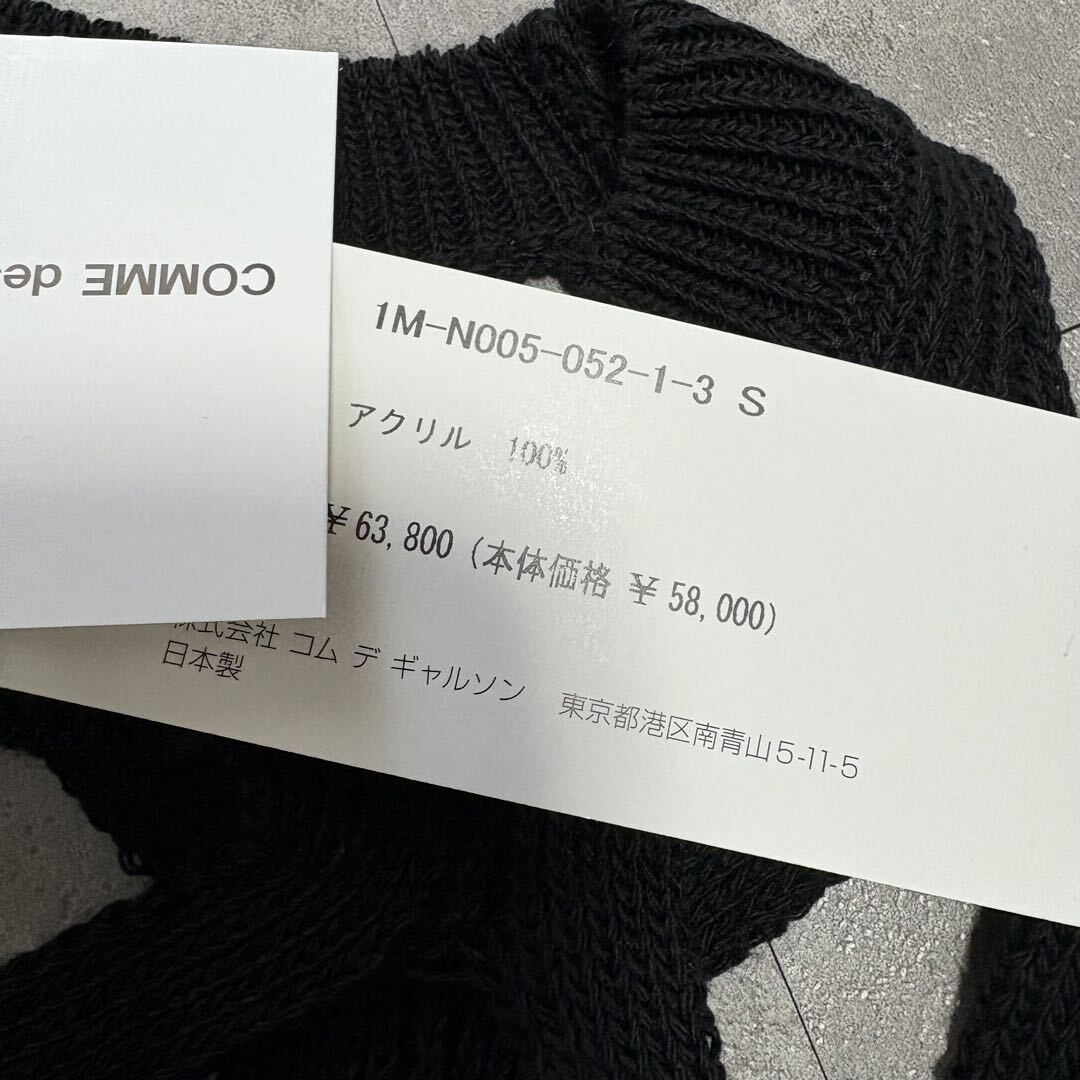 COMME des
1M-N005-052-1-3 S
アクリル 100%
¥63,800 (本体価格 ¥58,000)
株式会社 コム デ ギャルソン 東京都港区南青山5-11-5
日本製